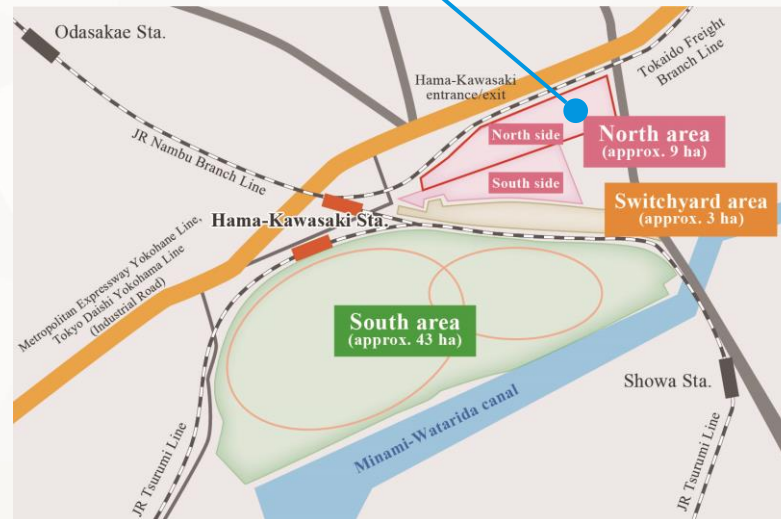 Odasakae Sta.
Hama-Kawasaki
entrance/exit
Tokaido Freight
Branch Line
JR Nambu Branch Line
North side
North area
(approx. 9 ha)
South side
Switchyard area
(approx. 3 ha)
Hama-Kawasaki Sta.
Metropolitan Expressway Yokohane Line,
Tokyo Daishi Yokohama Line
(Industrial Road)
South area
(approx. 43 ha)
Showa Sta.
Minami-Watarida canal
JR Tsurumi Line
JR Tsurumi Line